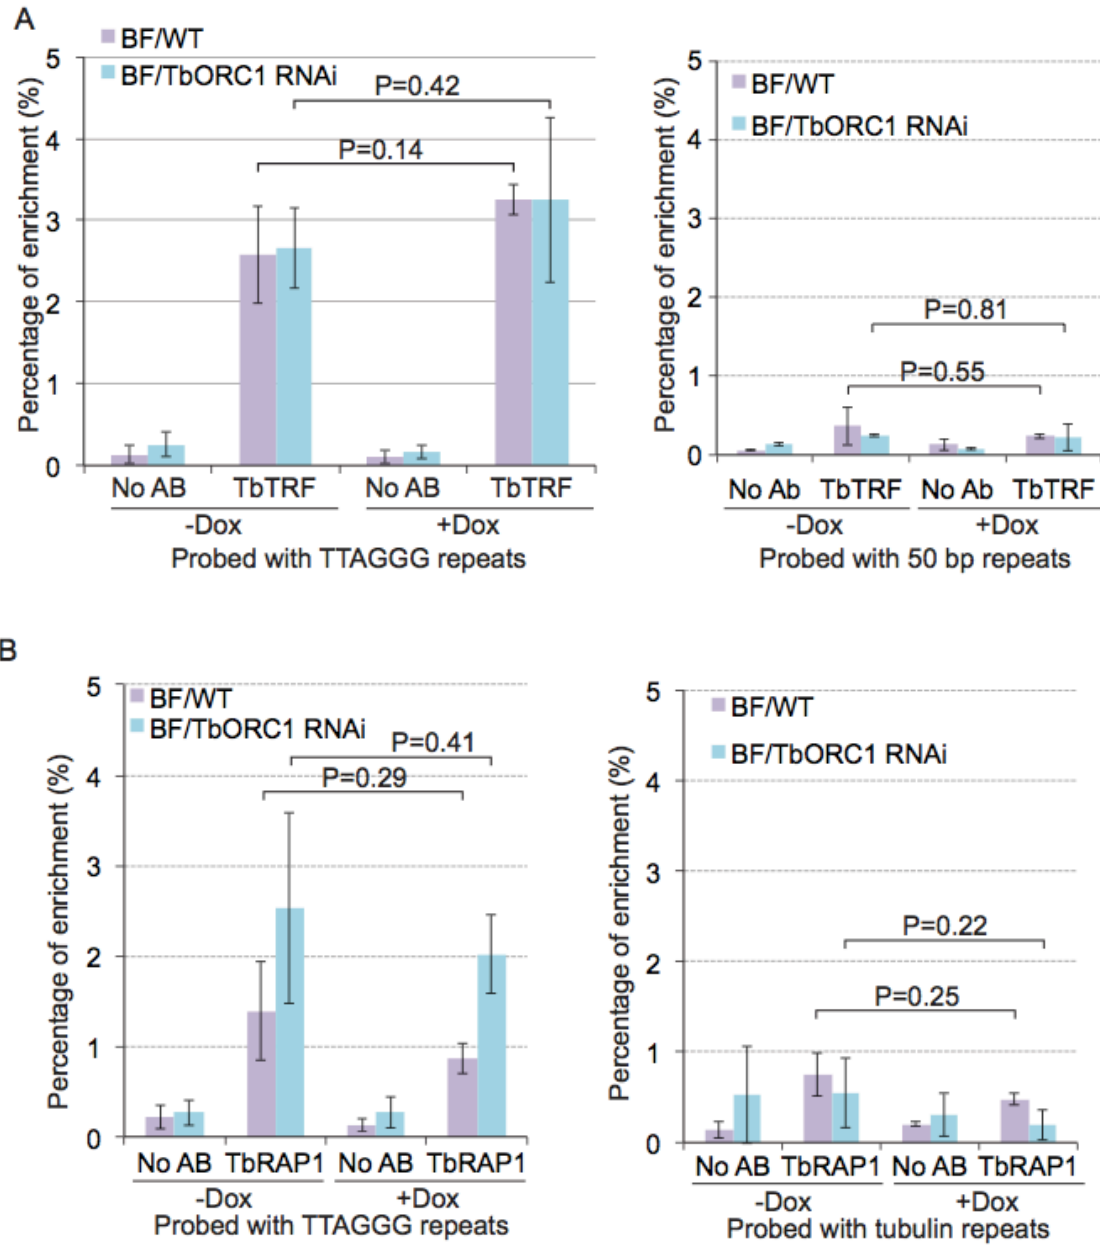 A
BF/WT
BF/TbORC1 RNAi
Percentage of enrichment (%)
5
4
3
2
1
0
P=0.42
P=0.14
No AB TbTRF No AB TbTRF
-Dox +Dox
Probed with TTAGGG repeats
BF/WT
BF/TbORC1 RNAi
Percentage of enrichment (%)
5
4
3
2
1
0
P=0.81
P=0.55
No Ab TbTRF No Ab TbTRF
-Dox +Dox
Probed with 50 bp repeats
B
BF/WT
BF/TbORC1 RNAi
Percentage of enrichment (%)
5
4
3
2
1
0
P=0.41
P=0.29
No AB TbRAP1 No AB TbRAP1
-Dox +Dox
Probed with TTAGGG repeats
BF/WT
BF/TbORC1 RNAi
Percentage of enrichment (%)
5
4
3
2
1
0
P=0.22
P=0.25
No AB TbRAP1 No AB TbRAP1
-Dox +Dox
Probed with tubulin repeats